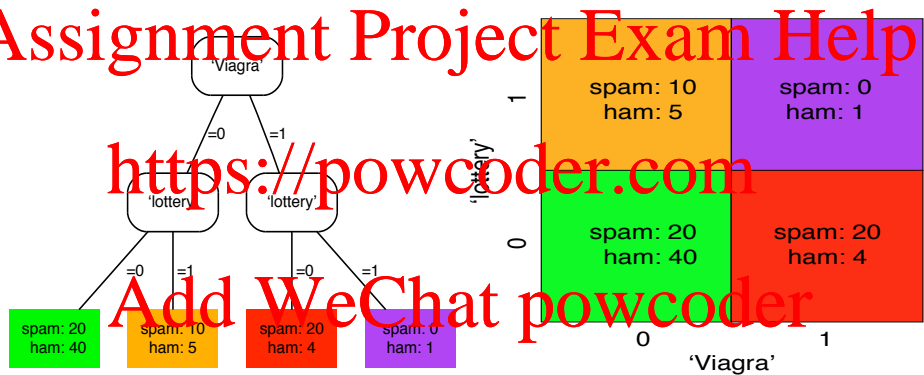 Assignment Project Exam Help
'Viagra'
=0 =1
'lottery' 'lottery'
=0 =1 =0 =1
spam: 20
ham: 40
spam: 10
ham: 5
spam: 20
ham: 4
spam: 0
ham: 1
https://powcoder.com
Add WeChat powcoder
'lottery'
1
0
spam: 10
ham: 5
spam: 0
ham: 1
spam: 20
ham: 40
spam: 20
ham: 4
0 1
'Viagra'